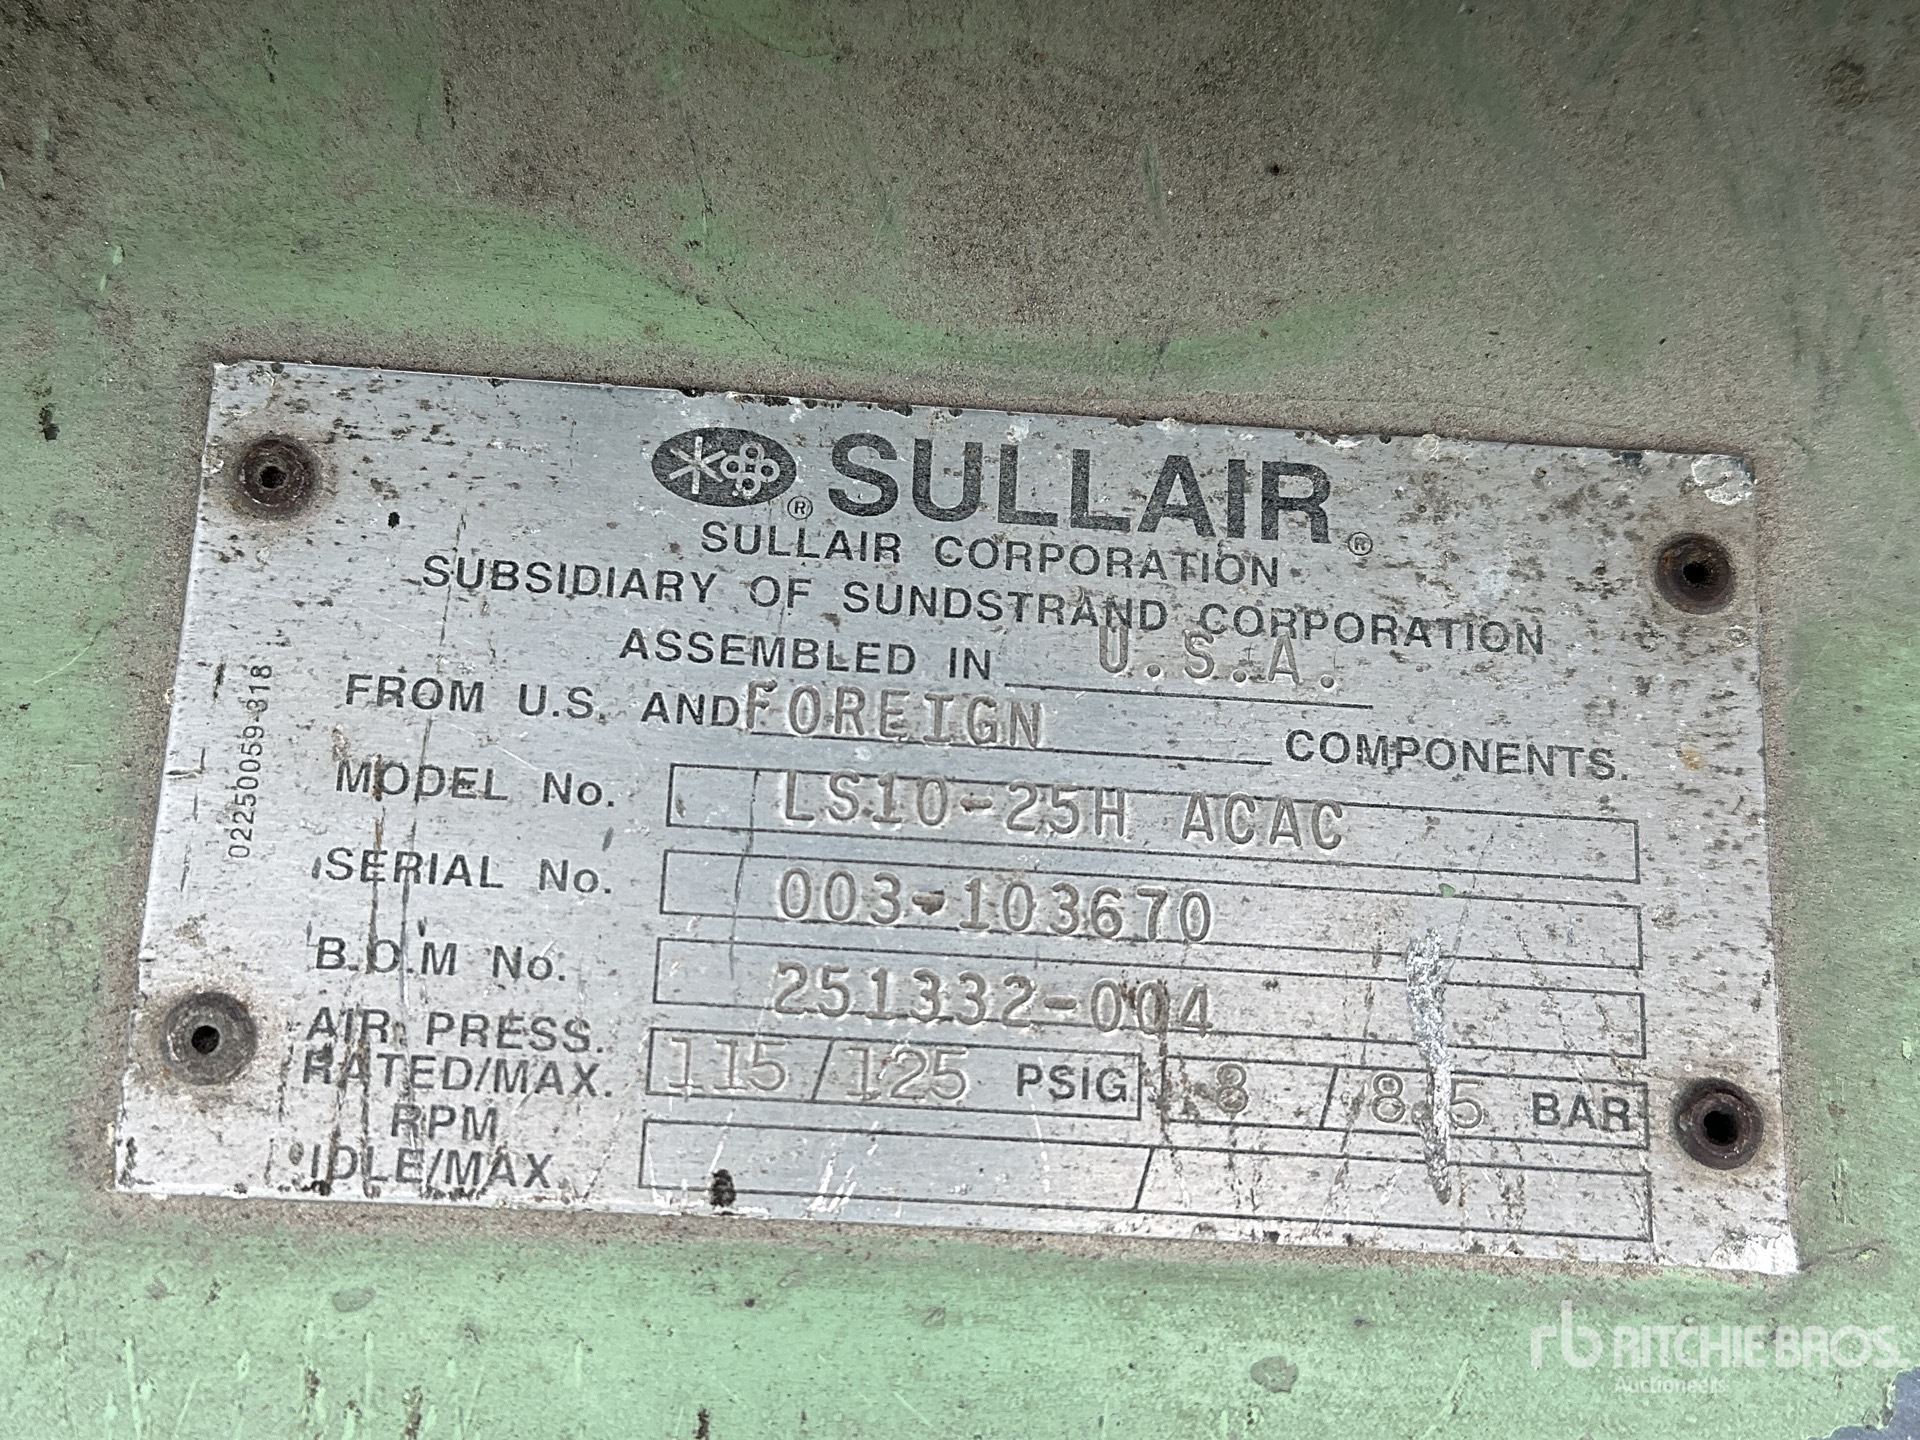 ® SULLAIR®
SULLAIR CORPORATION
SUBSIDIARY OF SUNDSTRAND CORPORATION
ASSEMBLED IN U.S.A.
FROM U.S. AND FOREIGN COMPONENTS.
MODEL No. LS10-25H ACAC
SERIAL No. 003-103670
B.O.M No. 251332-004
AIR PRESS.
RATED/MAX. 115 / 125 PSIG 8 / 8.5 BAR
RPM
IDLE/MAX. /
02250059-318
rb RITCHIE BROS.
Auctioneers